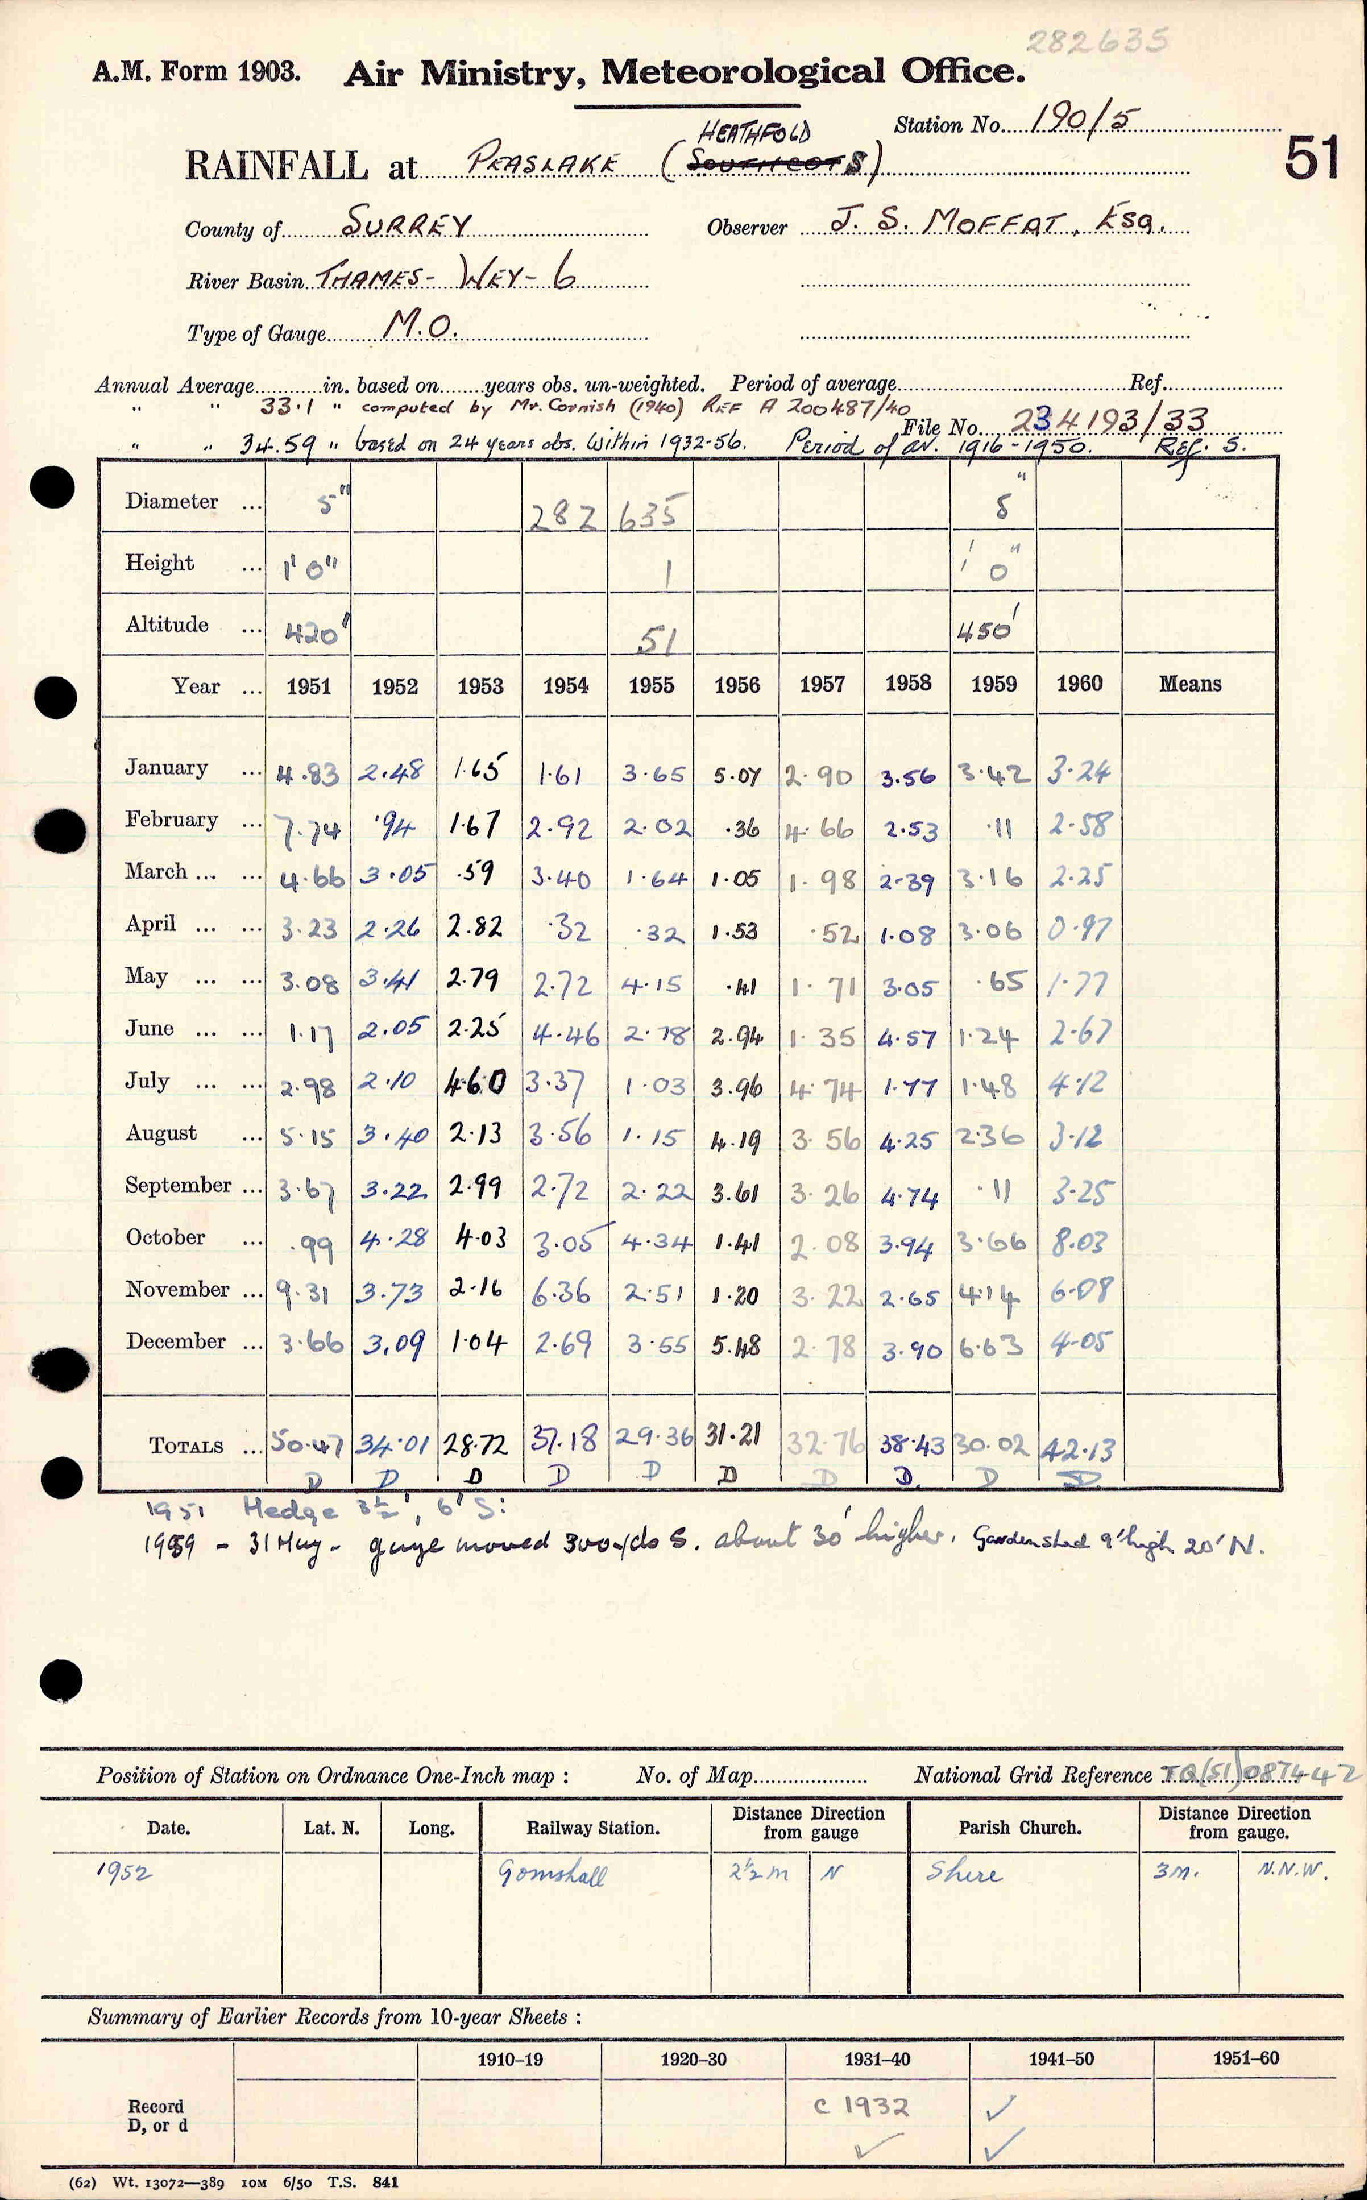 282635
A.M. Form 1903. Air Ministry, Meteorological Office.
Station No. 190/5
HEATHFOLD
51
RAINFALL at PEASLAKE (SOUTHCOTS)
County of SURREY Observer J. S. MOFFAT, ESQ.
River Basin THAMES - WEY - 6
Type of Gauge M.O.
Annual Average in. based on years obs. un-weighted. Period of average Ref.
" " 33.1 " computed by Mr. Cornish (1940) REF A 200487/40
File No. 234193/33
" " 34.59 " based on 24 years obs. within 1932-56. Period of av. 1916-1950. Ref. S.
Diameter ... 5" 282 635 5"
Height ... 1'0" 1 1'0"
Altitude ... 420' 51 450'
Year ... 1951 1952 1953 1954 1955 1956 1957 1958 1959 1960 Means
January ... 4.83 2.48 1.65 1.61 3.65 5.07 2.90 3.56 3.42 3.24
February ... 7.74 .94 1.67 2.92 2.02 .36 4.66 2.53 .11 2.58
March ... ... 4.66 3.05 .59 3.40 1.64 1.05 1.98 2.39 3.16 2.25
April ... ... 3.23 2.26 2.82 .32 .32 1.53 .52 1.08 3.06 0.97
May ... ... 3.08 3.41 2.79 2.72 4.15 .41 1.71 3.05 .65 1.77
June ... ... 1.17 2.05 2.25 4.46 2.78 2.94 1.35 4.57 1.24 2.67
July ... ... 2.98 2.10 4.60 3.37 1.03 3.96 4.74 1.77 1.48 4.12
August ... 5.15 3.40 2.13 3.56 1.15 4.19 3.56 4.25 2.36 3.12
September ... 3.67 3.22 2.99 2.72 2.22 3.61 3.26 4.74 .11 3.25
October ... .99 4.28 4.03 3.05 4.34 1.41 2.08 3.94 3.66 8.03
November ... 9.31 3.73 2.16 6.36 2.51 1.20 3.22 2.65 4.14 6.08
December ... 3.66 3.09 1.04 2.69 3.55 5.48 2.78 3.90 6.63 4.05
TOTALS ... 50.47 34.01 28.72 37.18 29.36 31.21 32.76 38.43 30.02 42.13
D D D D D D D D D D
1951 Hedge 3½', 6' S:
1959 - 31 May - guage moved 300 yds S. about 30' higher. Garden shed 9' high 20' N.
Position of Station on Ordnance One-Inch map : No. of Map National Grid Reference TQ(51)087442
Date. Lat. N. Long. Railway Station. Distance Direction from gauge Parish Church. Distance Direction from gauge.
1952 Gomshall 2½ m N Shere 3 m. N.N.W.
Summary of Earlier Records from 10-year Sheets :
1910–19 1920–30 1931–40 1941–50 1951–60
Record D, or d c 1932 ✓
✓ ✓
(62) Wt. 13072—389 10M 6/50 T.S. 841